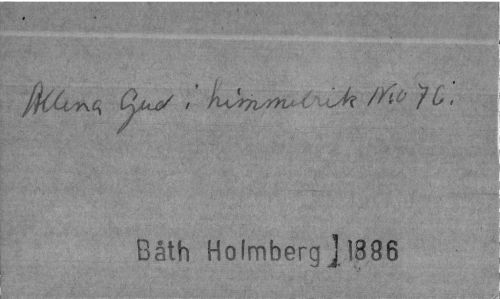 Allena Gud i himmelrik No 76.
Båth Holmberg] 1886